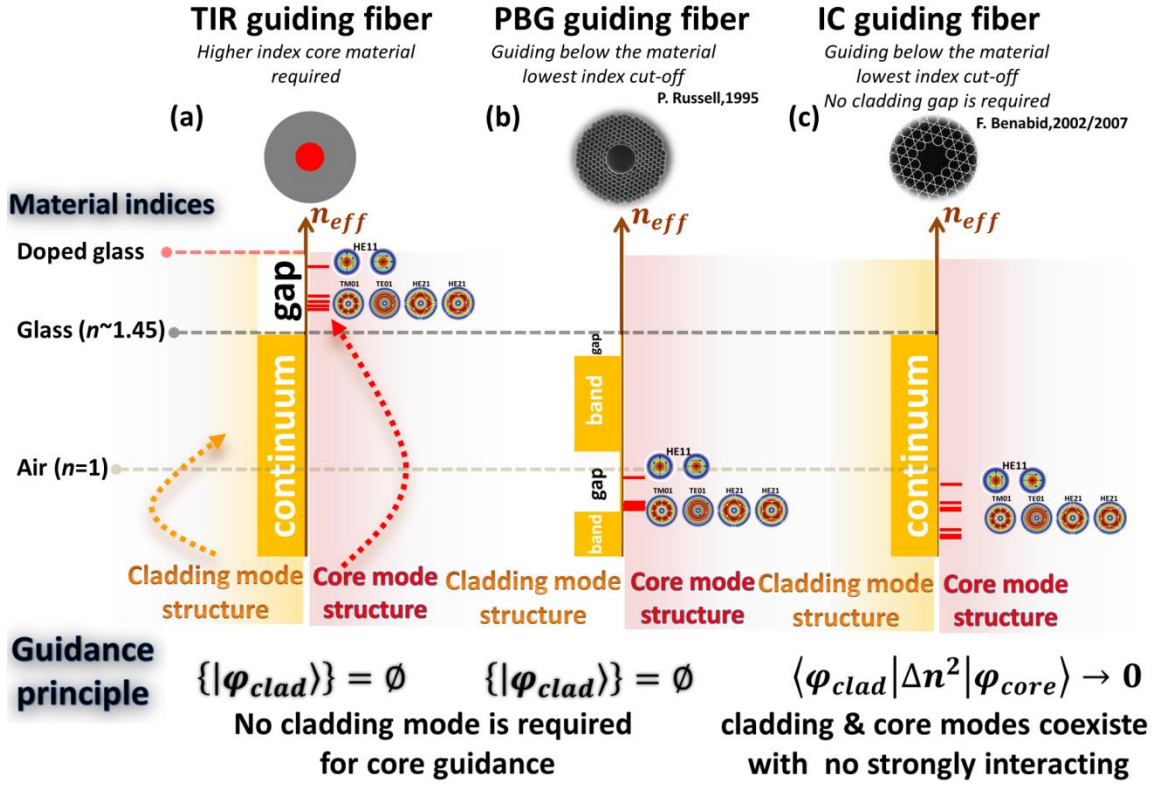 TIR guiding fiber
Higher index core material
required
PBG guiding fiber
Guiding below the material
lowest index cut-off
P. Russell,1995
IC guiding fiber
Guiding below the material
lowest index cut-off
No cladding gap is required
F. Benabid,2002/2007
(a)
(b)
(c)
Material indices
n_eff
n_eff
n_eff
Doped glass
Glass (n~1.45)
Air (n=1)
gap
HE11
TM01 TE01 HE21 HE21
continuum
gap
band
gap
band
HE11
TM01 TE01 HE21 HE21
continuum
HE11
TM01 TE01 HE21 HE21
Cladding mode
structure
Core mode
structure
Cladding mode
structure
Core mode
structure
Cladding mode
structure
Core mode
structure
Guidance
principle
{|φ_clad⟩} = ∅
{|φ_clad⟩} = ∅
⟨φ_clad|Δn²|φ_core⟩ → 0
No cladding mode is required
for core guidance
cladding & core modes coexiste
with no strongly interacting